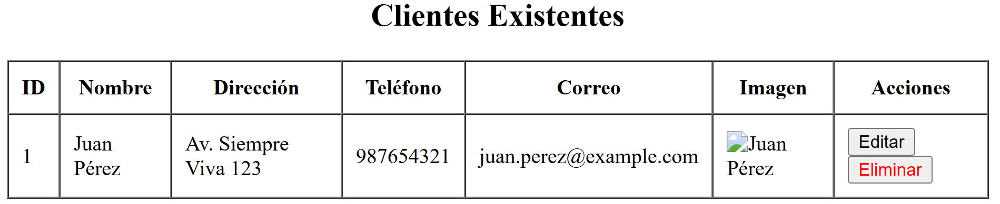 Clientes Existentes
ID Nombre Dirección Teléfono Correo Imagen Acciones
1 Juan Pérez Av. Siempre Viva 123 987654321 juan.perez@example.com Juan Pérez Editar Eliminar